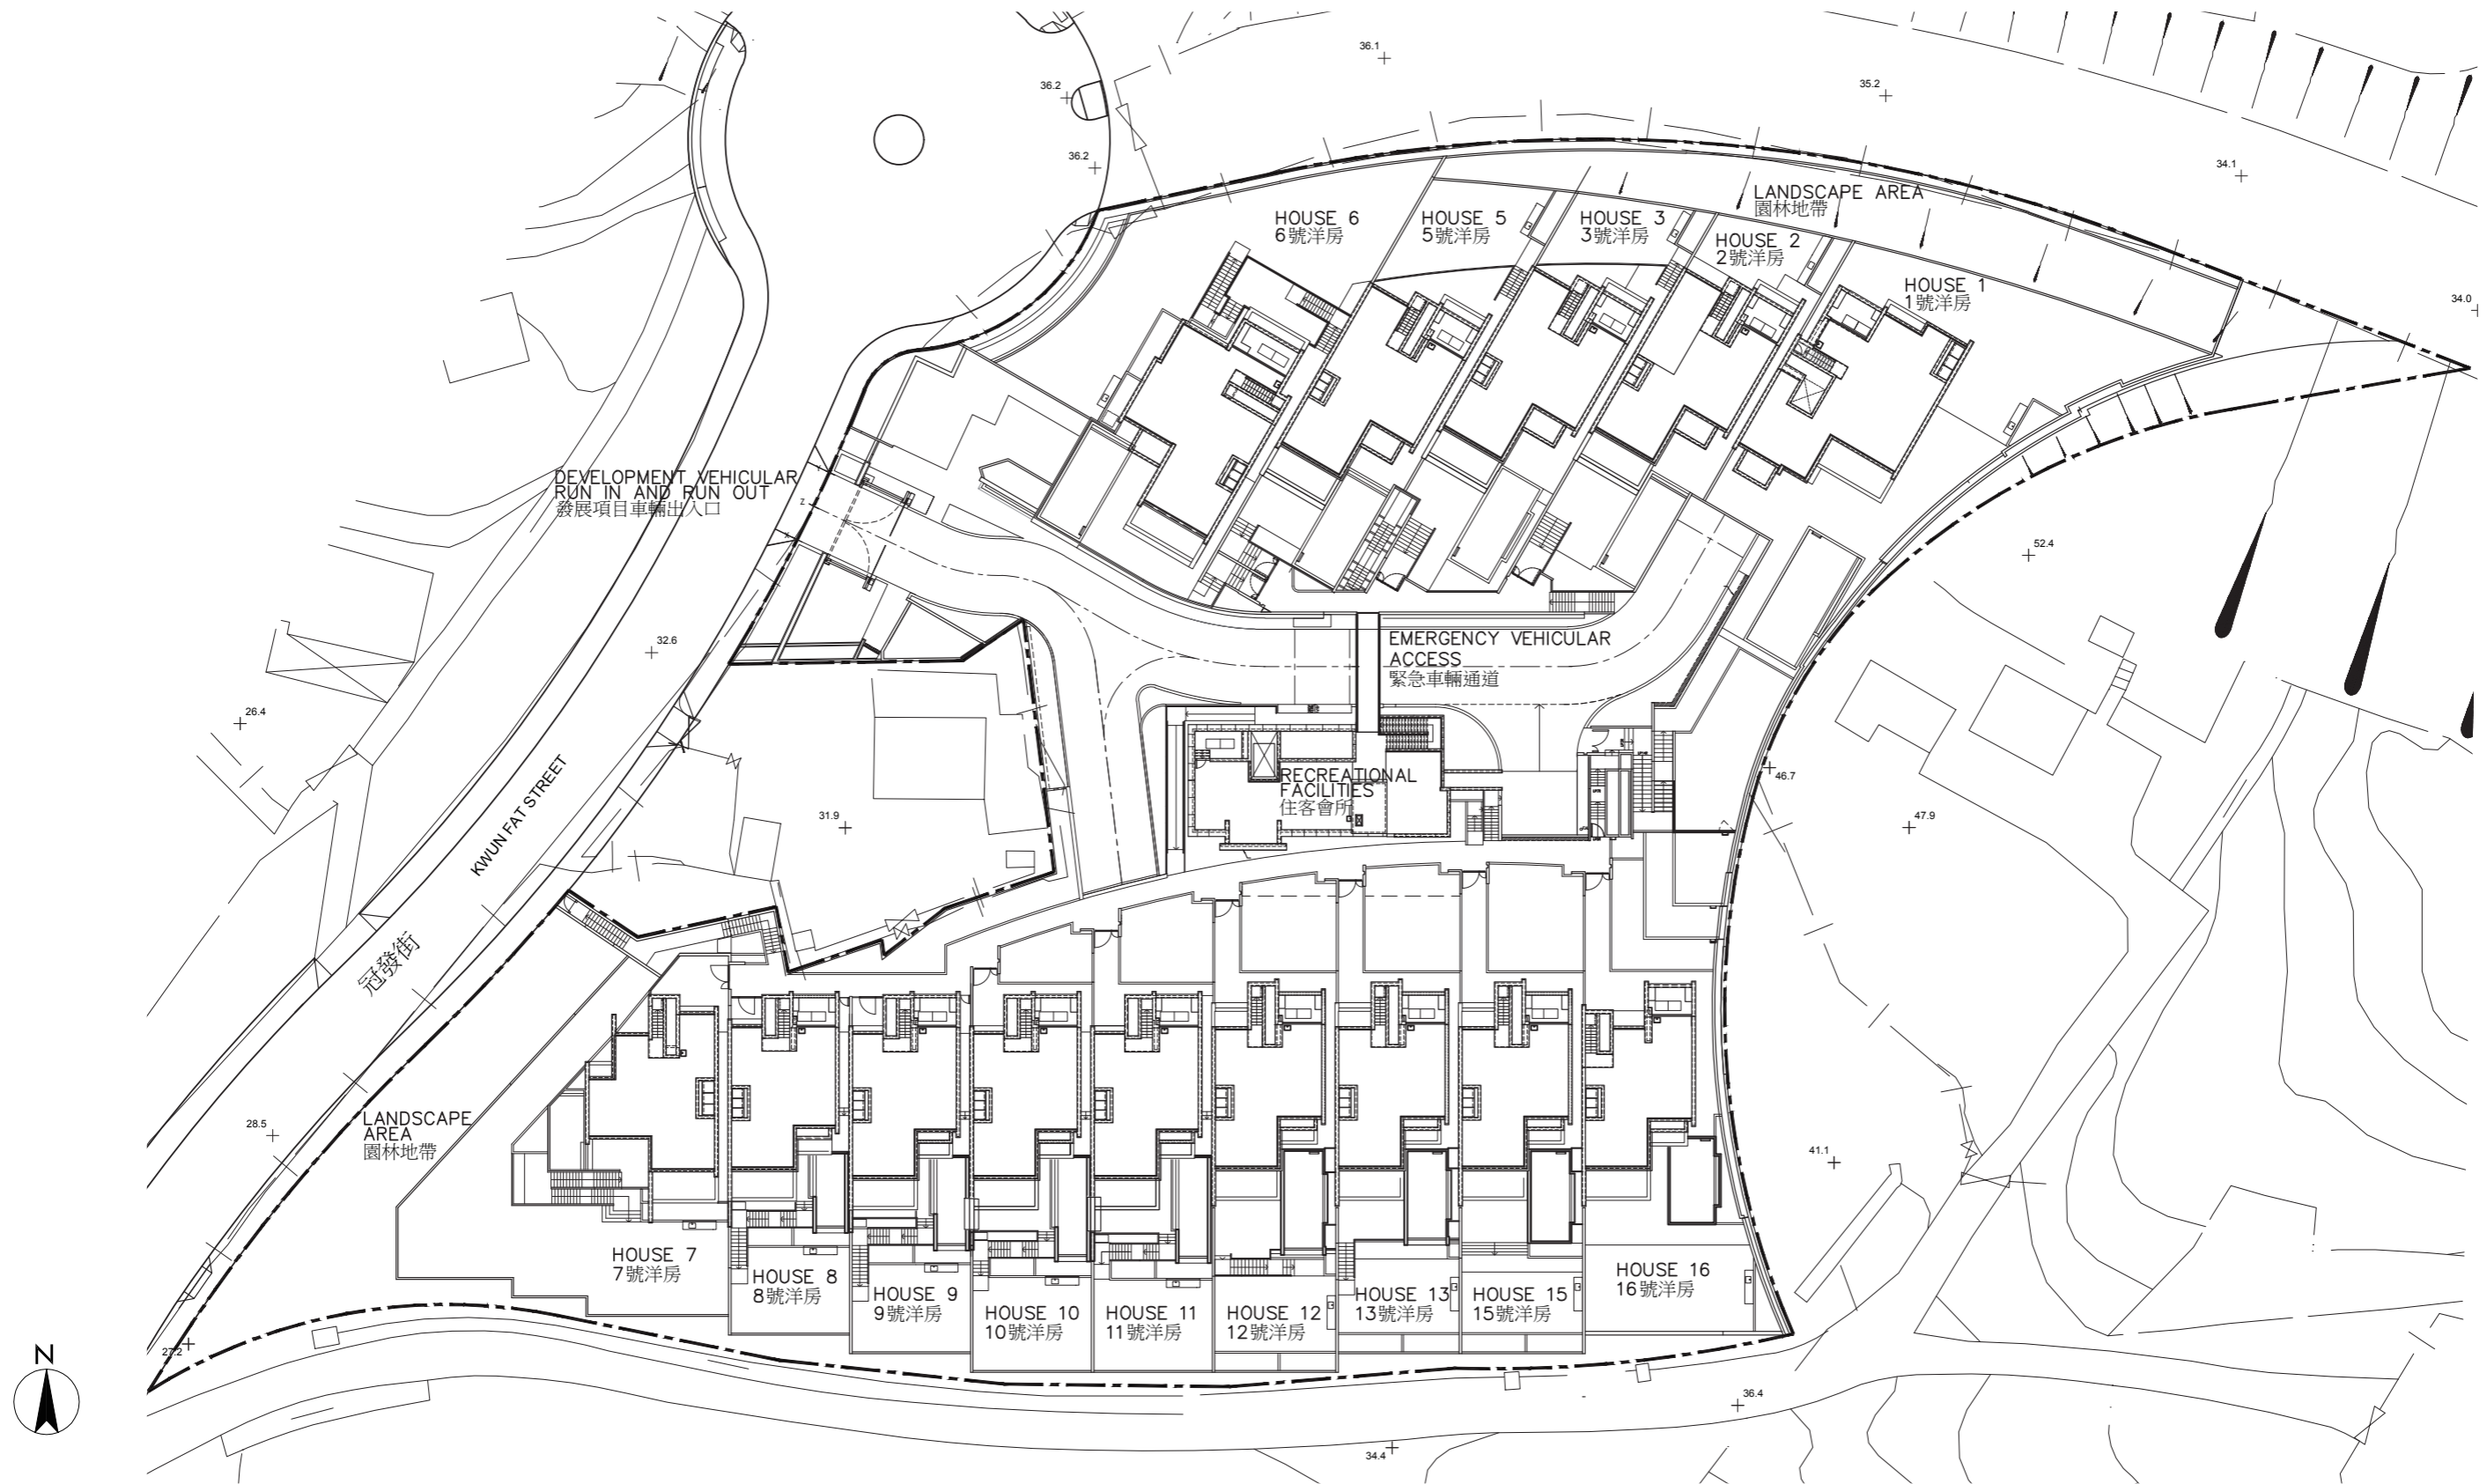 36.1
36.2
35.2
36.2
34.1
LANDSCAPE AREA
園林地帶
HOUSE 6
6號洋房
HOUSE 5
5號洋房
HOUSE 3
3號洋房
HOUSE 2
2號洋房
HOUSE 1
1號洋房
34.0
DEVELOPMENT VEHICULAR
RUN IN AND RUN OUT
發展項目車輛出入口
52.4
32.6
EMERGENCY VEHICULAR
ACCESS
緊急車輛通道
26.4
KWUN FAT STREET
冠發街
31.9
RECREATIONAL
FACILITIES
住客會所
46.7
47.9
28.5
LANDSCAPE
AREA
園林地帶
41.1
HOUSE 7
7號洋房
HOUSE 8
8號洋房
HOUSE 9
9號洋房
HOUSE 10
10號洋房
HOUSE 11
11號洋房
HOUSE 12
12號洋房
HOUSE 13
13號洋房
HOUSE 15
15號洋房
HOUSE 16
16號洋房
27.2
N
36.4
34.4